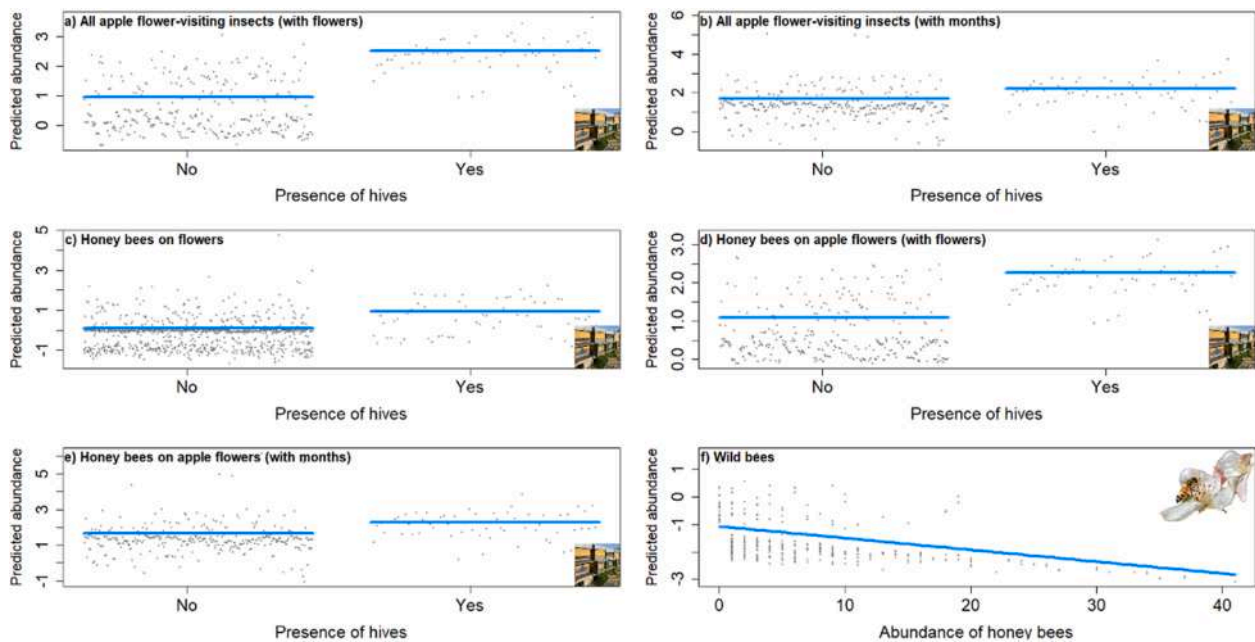 a) All apple flower-visiting insects (with flowers)
Predicted abundance
3
2
1
0
No
Yes
Presence of hives
b) All apple flower-visiting insects (with months)
Predicted abundance
6
4
2
0
No
Yes
Presence of hives
c) Honey bees on flowers
Predicted abundance
5
3
1
-1
No
Yes
Presence of hives
d) Honey bees on apple flowers (with flowers)
Predicted abundance
3.0
2.0
1.0
0.0
No
Yes
Presence of hives
e) Honey bees on apple flowers (with months)
Predicted abundance
5
3
1
-1
No
Yes
Presence of hives
f) Wild bees
Predicted abundance
1
0
-1
-3
0
10
20
30
40
Abundance of honey bees